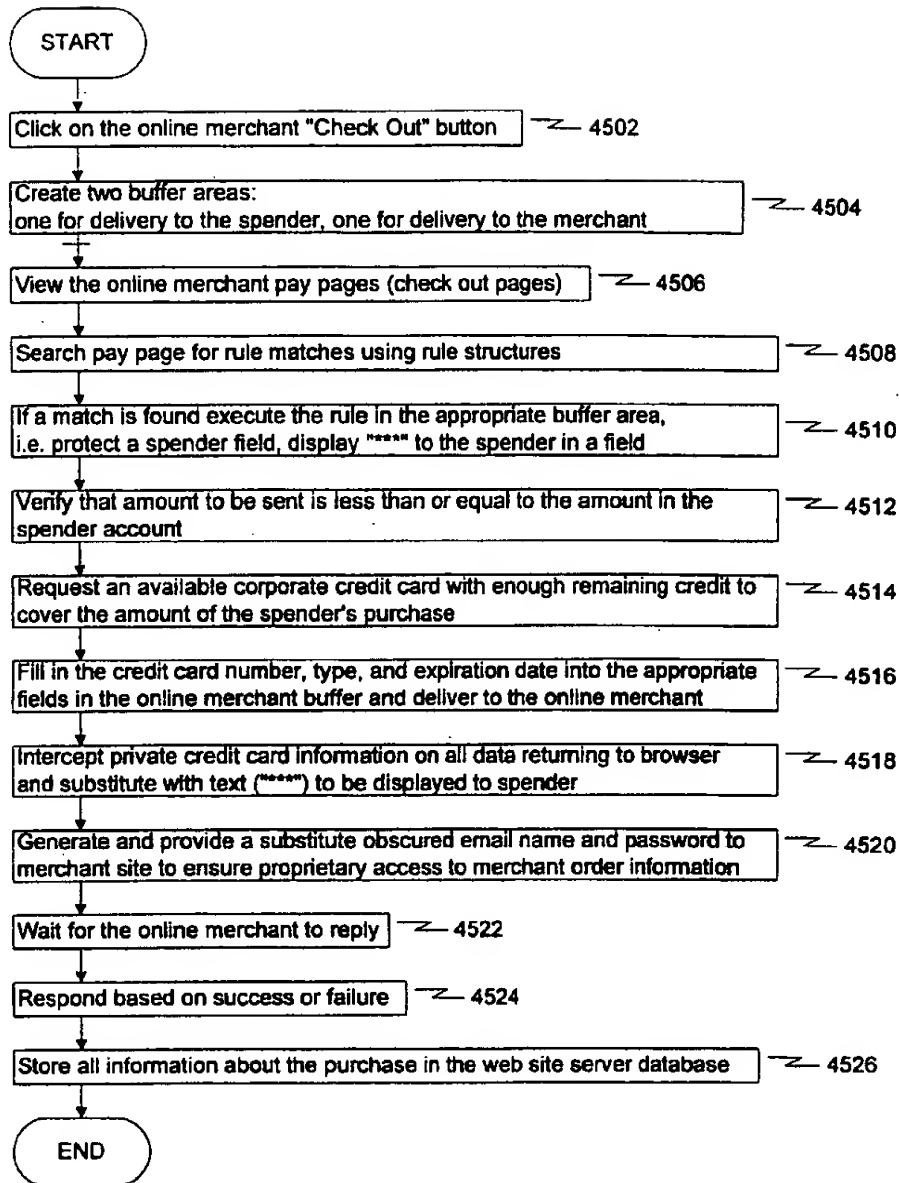 START
Click on the online merchant "Check Out" button
4502
Create two buffer areas:
one for delivery to the spender, one for delivery to the merchant
4504
View the online merchant pay pages (check out pages)
4506
Search pay page for rule matches using rule structures
4508
If a match is found execute the rule in the appropriate buffer area,
i.e. protect a spender field, display "***" to the spender in a field
4510
Verify that amount to be sent is less than or equal to the amount in the
spender account
4512
Request an available corporate credit card with enough remaining credit to
cover the amount of the spender's purchase
4514
Fill in the credit card number, type, and expiration date into the appropriate
fields in the online merchant buffer and deliver to the online merchant
4516
Intercept private credit card information on all data returning to browser
and substitute with text ("***") to be displayed to spender
4518
Generate and provide a substitute obscured email name and password to
merchant site to ensure proprietary access to merchant order information
4520
Wait for the online merchant to reply
4522
Respond based on success or failure
4524
Store all information about the purchase in the web site server database
4526
END